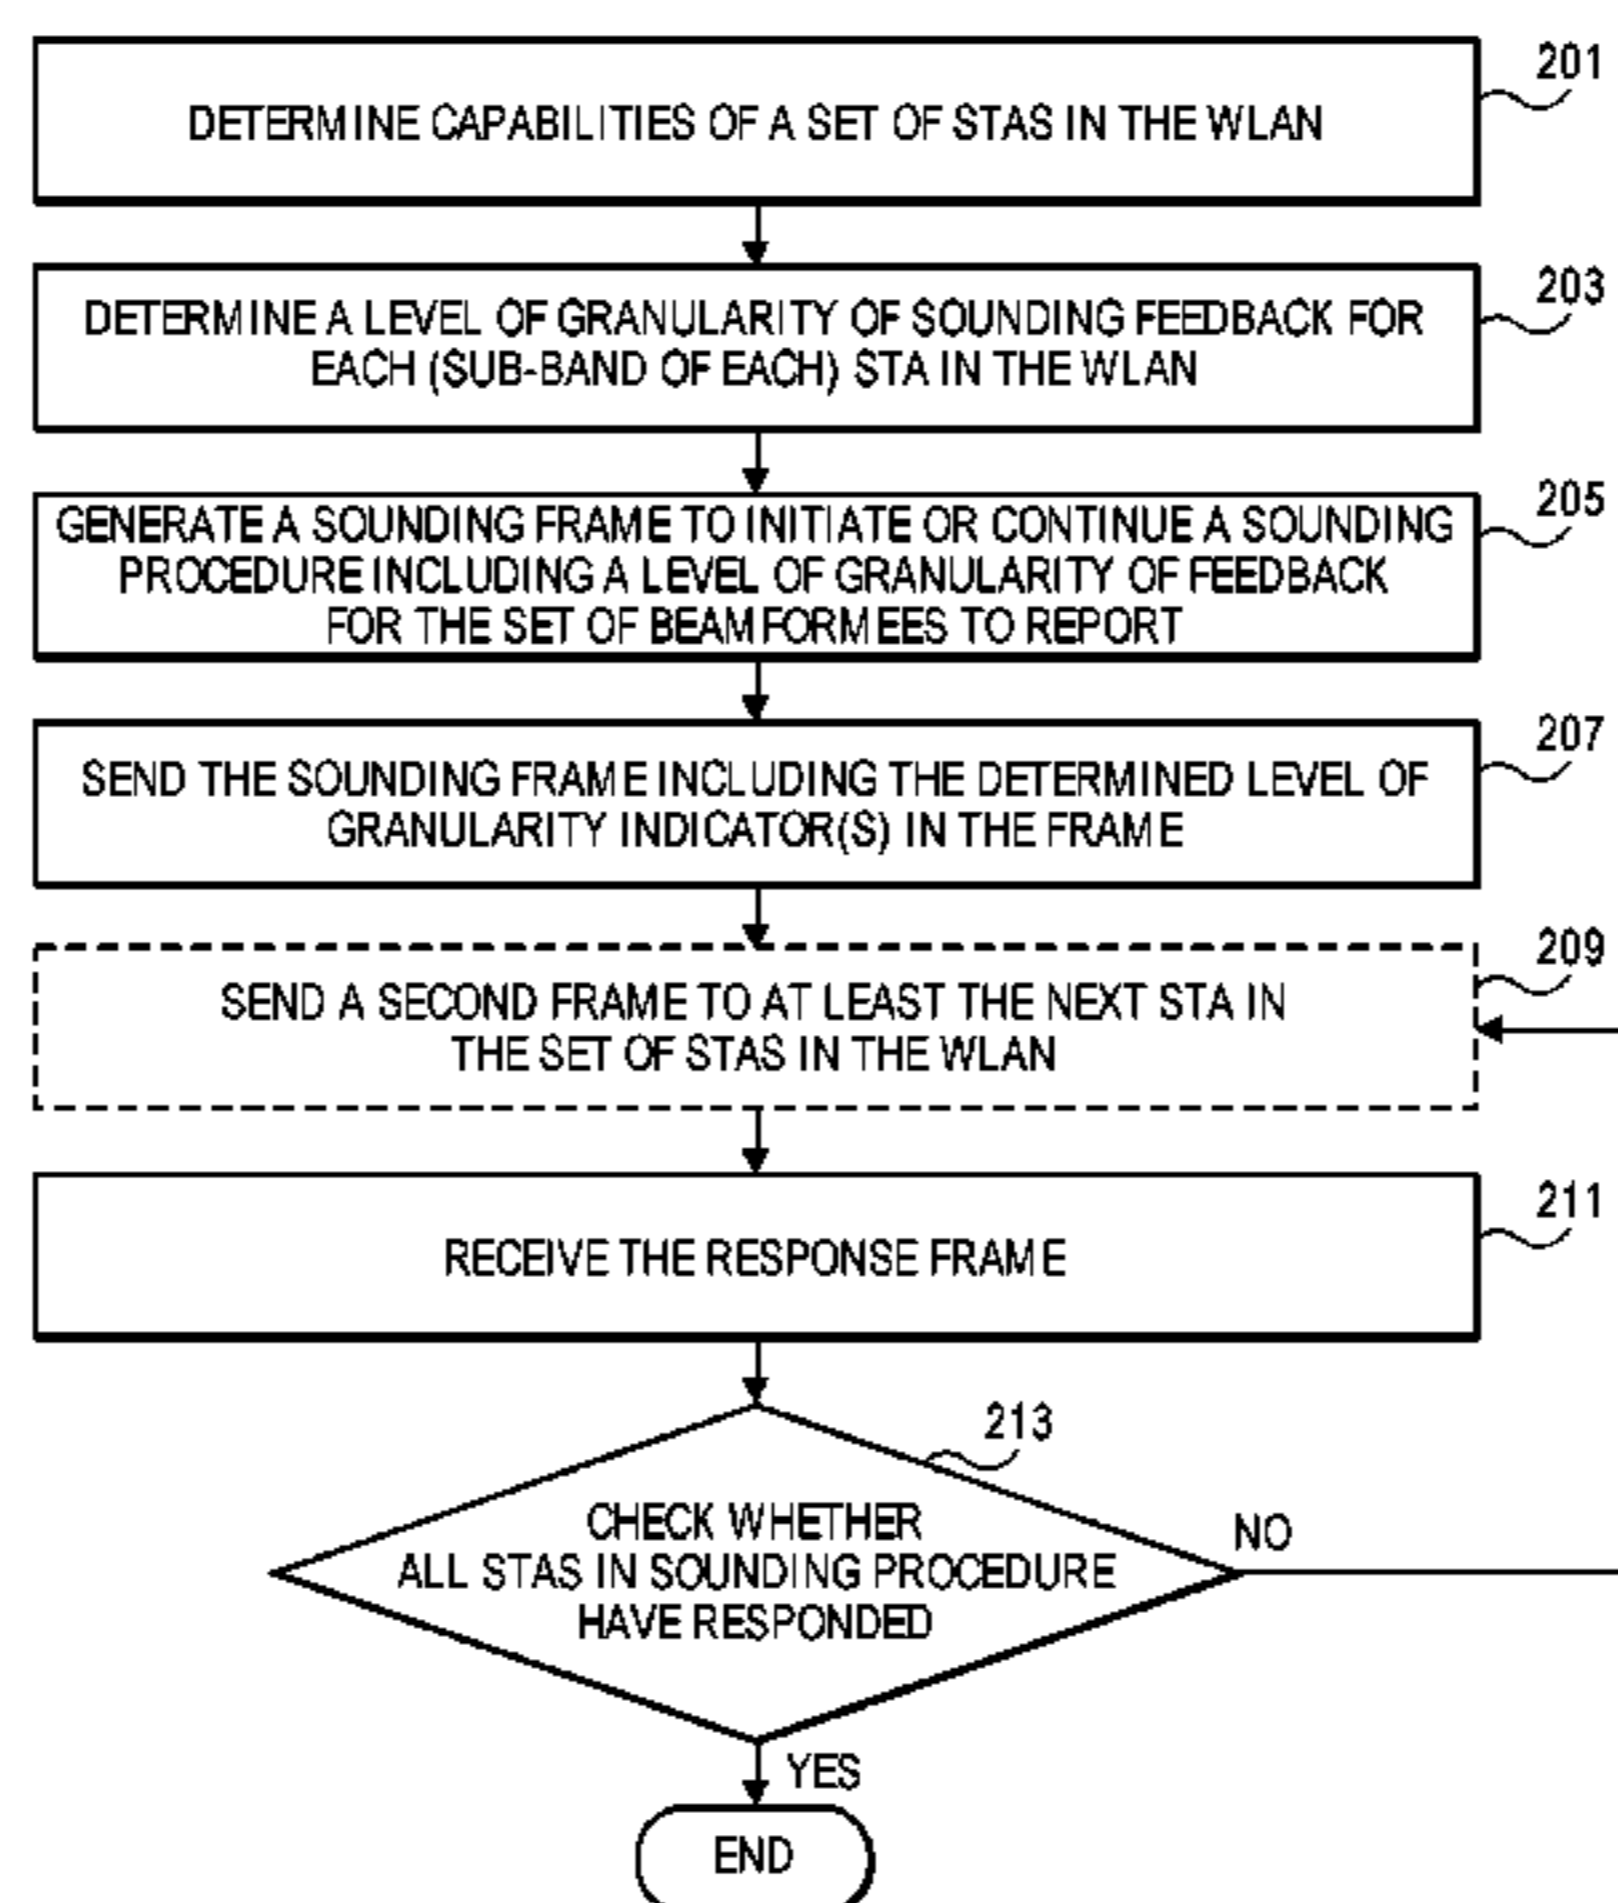 201
DETERMINE CAPABILITIES OF A SET OF STAS IN THE WLAN
203
DETERMINE A LEVEL OF GRANULARITY OF SOUNDING FEEDBACK FOR
EACH (SUB-BAND OF EACH) STA IN THE WLAN
205
GENERATE A SOUNDING FRAME TO INITIATE OR CONTINUE A SOUNDING
PROCEDURE INCLUDING A LEVEL OF GRANULARITY OF FEEDBACK
FOR THE SET OF BEAMFORMEES TO REPORT
207
SEND THE SOUNDING FRAME INCLUDING THE DETERMINED LEVEL OF
GRANULARITY INDICATOR(S) IN THE FRAME
209
SEND A SECOND FRAME TO AT LEAST THE NEXT STA IN
THE SET OF STAS IN THE WLAN
211
RECEIVE THE RESPONSE FRAME
213
CHECK WHETHER
ALL STAS IN SOUNDING PROCEDURE
HAVE RESPONDED
NO
YES
END